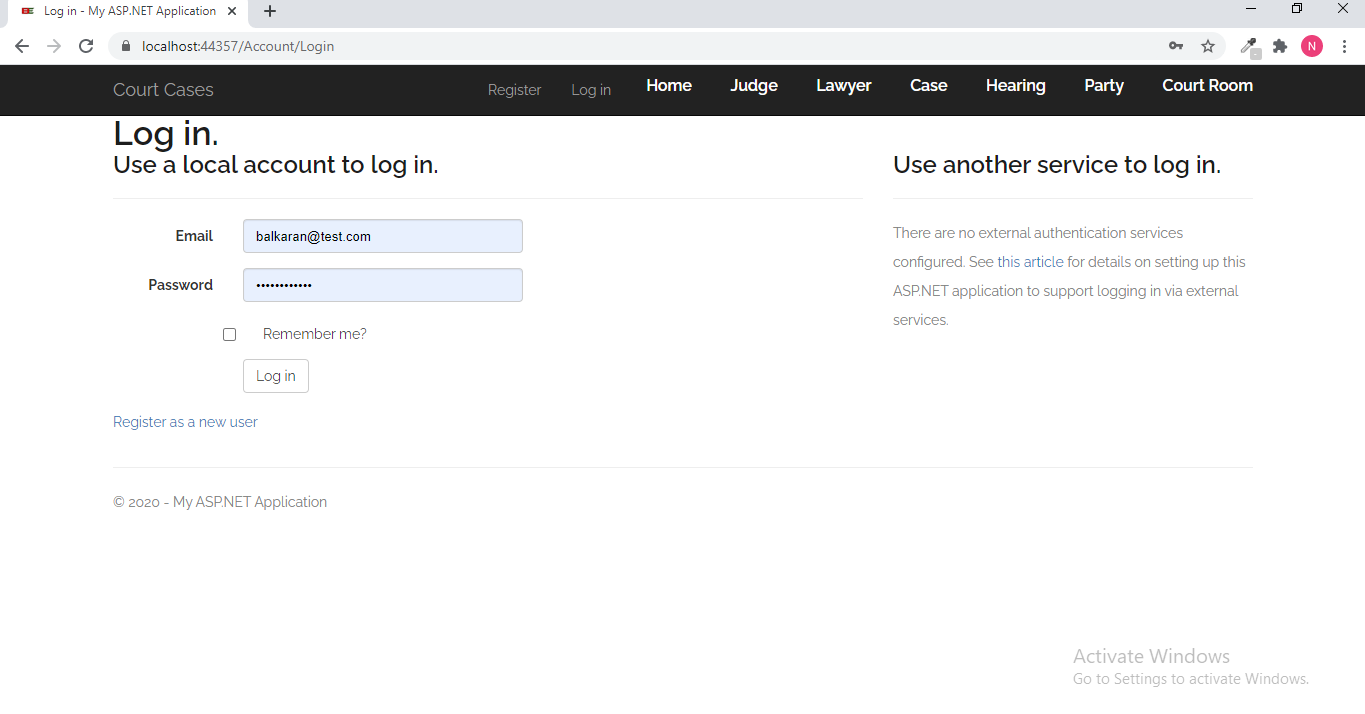 Log in - My ASP.NET Application
localhost:44357/Account/Login
N
Court Cases Register Log in Home Judge Lawyer Case Hearing Party Court Room
Log in.
Use a local account to log in.
Email balkaran@test.com
Password ••••••••••••
Remember me?
Log in
Register as a new user
Use another service to log in.
There are no external authentication services
configured. See this article for details on setting up this
ASP.NET application to support logging in via external
services.
© 2020 - My ASP.NET Application
Activate Windows
Go to Settings to activate Windows.